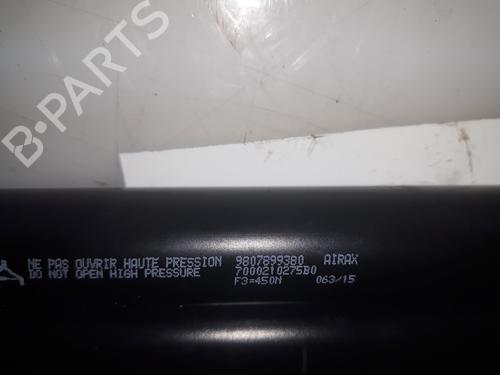 B-PARTS
NE PAS OUVRIR HAUTE PRESSION 9807899380 AIRAX
DO NOT OPEN HIGH PRESSURE 7000210275B0
F3=450N 063/15